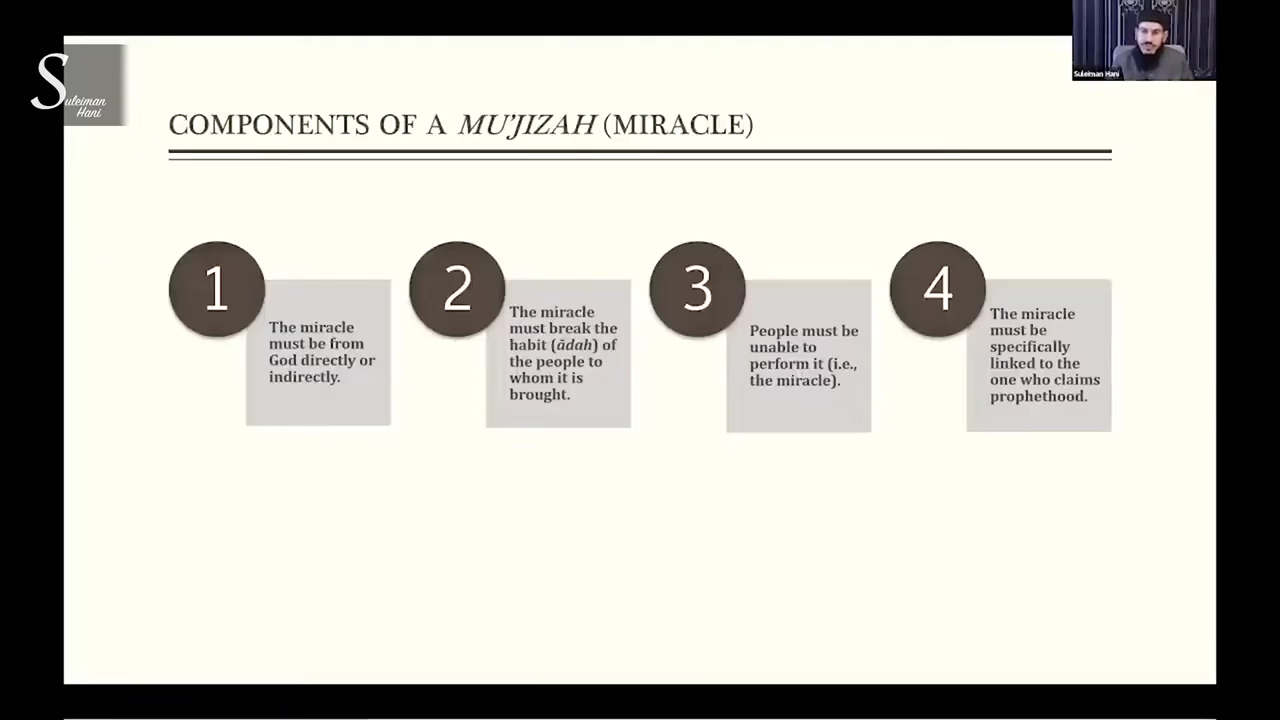 Suleiman
Hani
Suleiman Hani
COMPONENTS OF A MU’JIZAH (MIRACLE)
1
The miracle
must be from
God directly or
indirectly.
2
The miracle
must break the
habit (ādah) of
the people to
whom it is
brought.
3
People must be
unable to
perform it (i.e.,
the miracle).
4
The miracle
must be
specifically
linked to the
one who claims
prophethood.